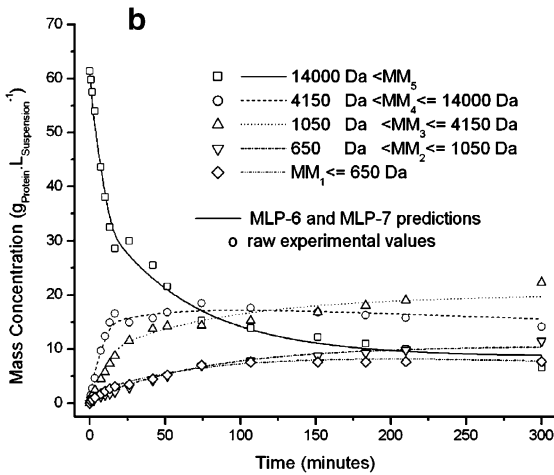 b
70
60
50
40
30
20
10
0
Mass Concentration (gProtein.LSuspension-1)
14000 Da <MM5
4150 Da <MM4<= 14000 Da
1050 Da <MM3<= 4150 Da
650 Da <MM2<= 1050 Da
MM1<= 650 Da
MLP-6 and MLP-7 predictions
o raw experimental values
0 50 100 150 200 250 300
Time (minutes)